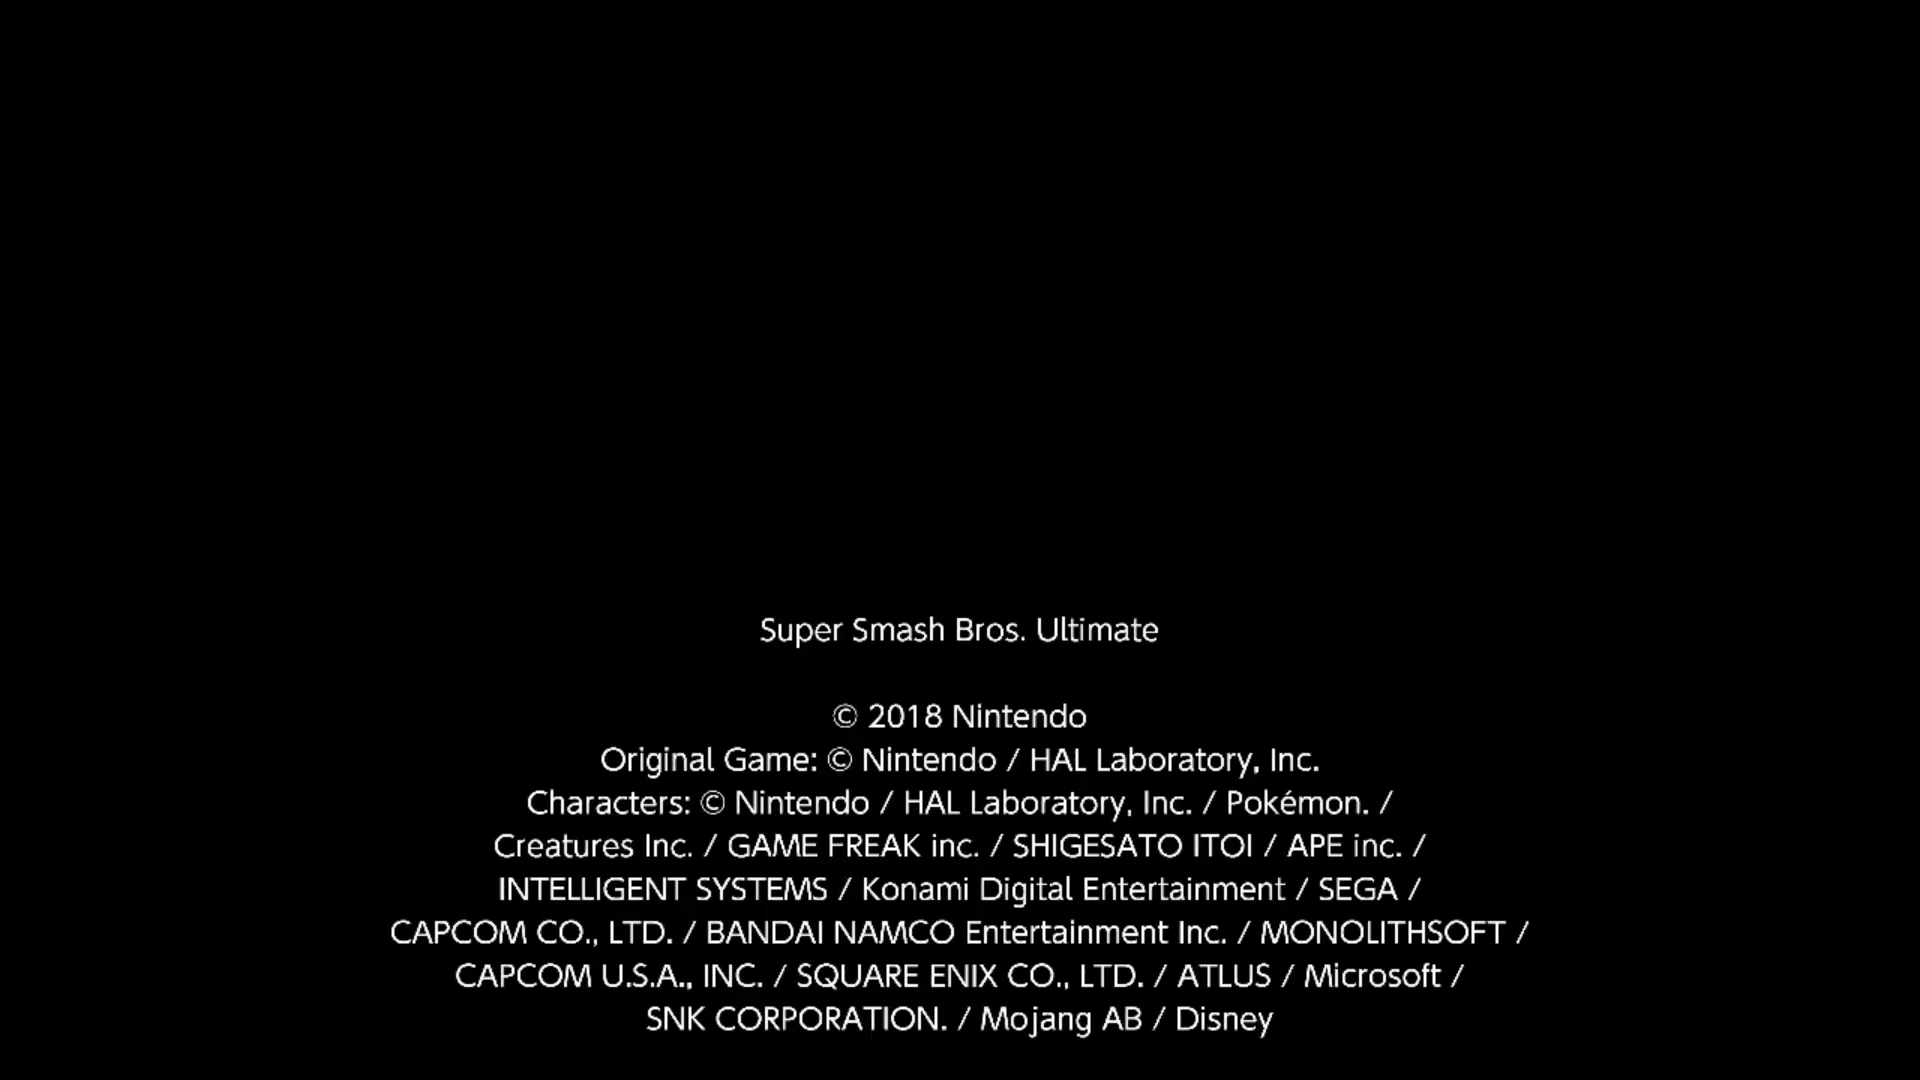 Super Smash Bros. Ultimate
© 2018 Nintendo
Original Game: © Nintendo / HAL Laboratory, Inc.
Characters: © Nintendo / HAL Laboratory, Inc. / Pokémon. /
Creatures Inc. / GAME FREAK inc. / SHIGESATO ITOI / APE inc. /
INTELLIGENT SYSTEMS / Konami Digital Entertainment / SEGA /
CAPCOM CO., LTD. / BANDAI NAMCO Entertainment Inc. / MONOLITHSOFT /
CAPCOM U.S.A., INC. / SQUARE ENIX CO., LTD. / ATLUS / Microsoft /
SNK CORPORATION. / Mojang AB / Disney